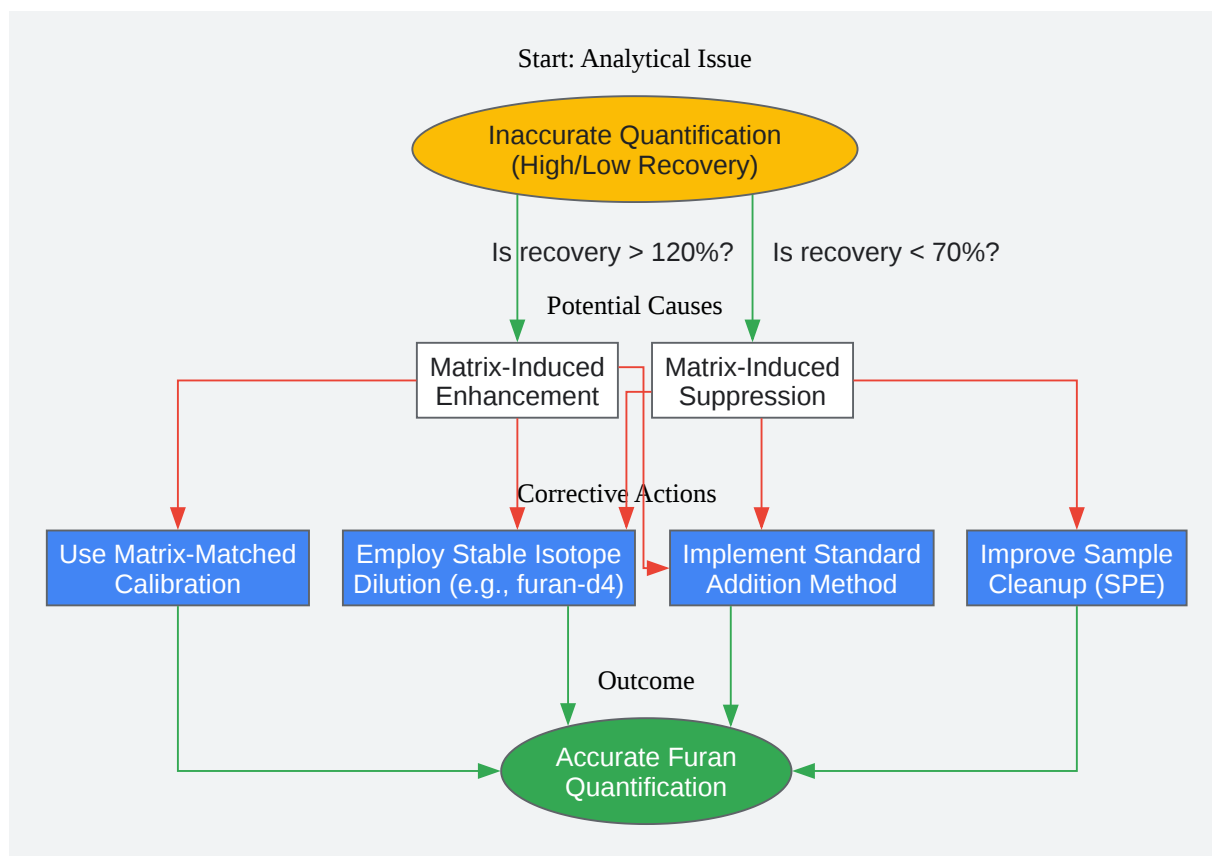 Start: Analytical Issue
Inaccurate Quantification
(High/Low Recovery)
Is recovery > 120%?
Is recovery < 70%?
Potential Causes
Matrix-Induced
Enhancement
Matrix-Induced
Suppression
Corrective Actions
Use Matrix-Matched
Calibration
Employ Stable Isotope
Dilution (e.g., furan-d4)
Implement Standard
Addition Method
Improve Sample
Cleanup (SPE)
Outcome
Accurate Furan
Quantification